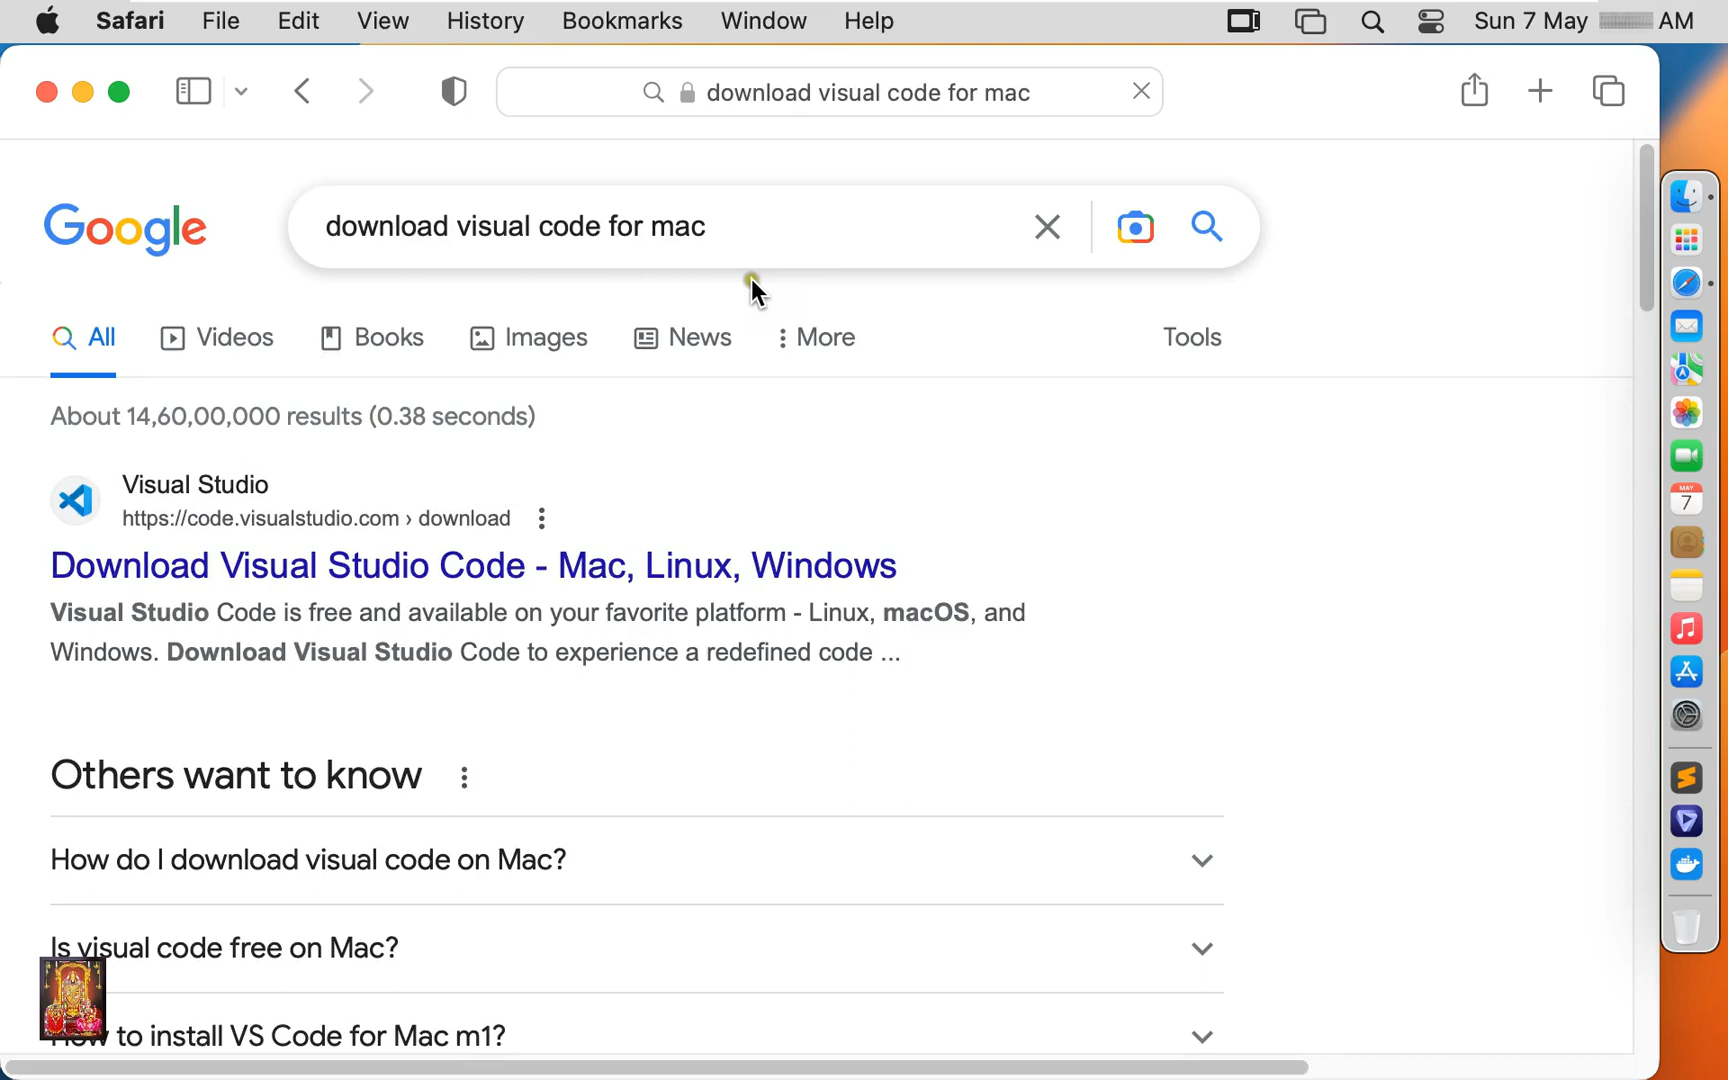 Safari File Edit View History Bookmarks Window Help Sun 7 May AM
download visual code for mac
Google download visual code for mac
All Videos Books Images News More Tools
About 14,60,00,000 results (0.38 seconds)
Visual Studio
https://code.visualstudio.com › download
Download Visual Studio Code - Mac, Linux, Windows
Visual Studio Code is free and available on your favorite platform - Linux, macOS, and
Windows. Download Visual Studio Code to experience a redefined code ...
Others want to know
How do I download visual code on Mac?
Is visual code free on Mac?
to install VS Code for Mac m1?
MAY
7